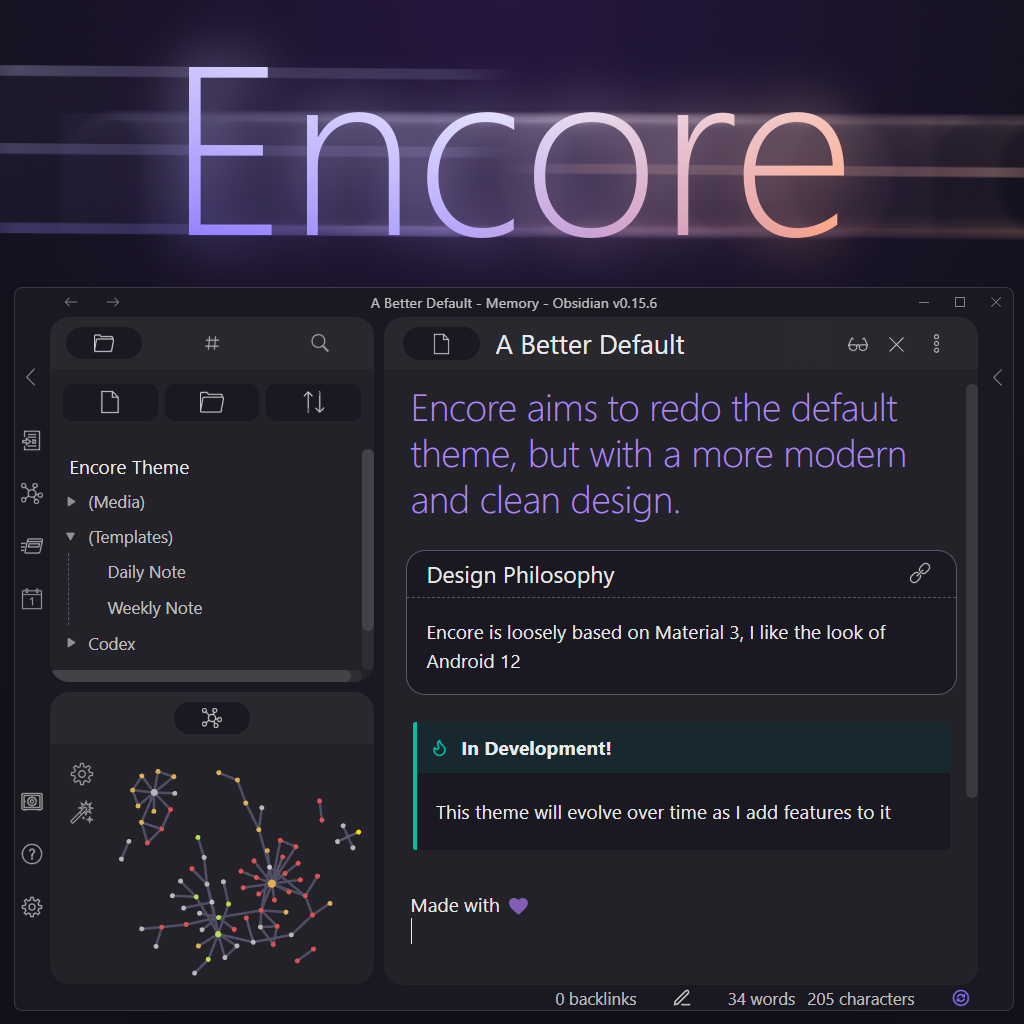 Encore
A Better Default - Memory - Obsidian v0.15.6
#
A Better Default
Encore Theme
(Media)
(Templates)
Daily Note
Weekly Note
Codex
1
?
Encore aims to redo the default
theme, but with a more modern
and clean design.
Design Philosophy
Encore is loosely based on Material 3, I like the look of
Android 12
In Development!
This theme will evolve over time as I add features to it
Made with 💜
0 backlinks
34 words
205 characters